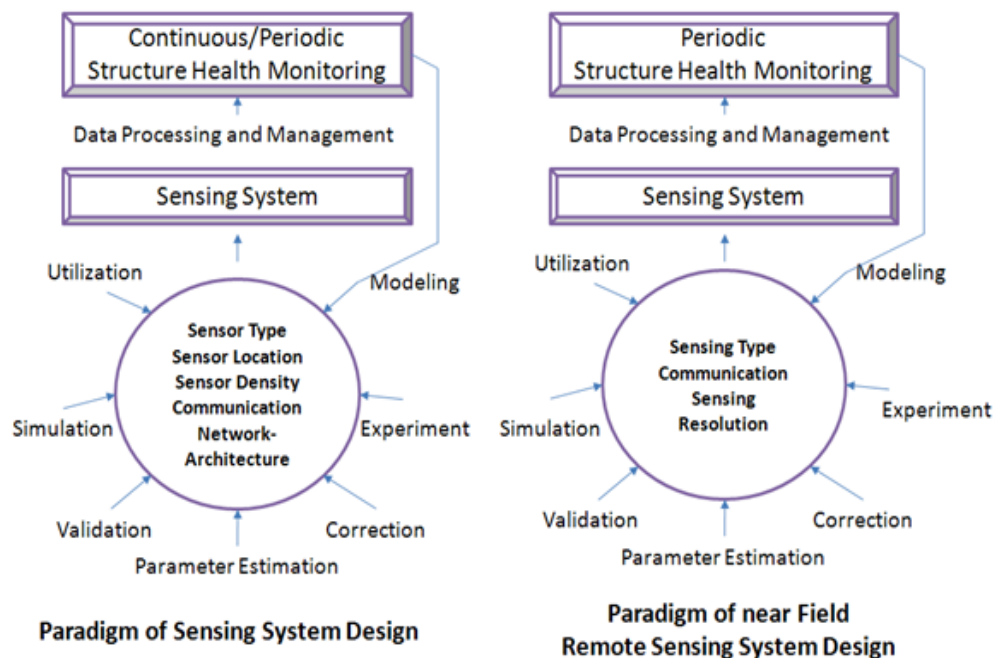 Continuous/Periodic
Structure Health Monitoring
Data Processing and Management
Sensing System
Utilization
Modeling
Sensor Type
Sensor Location
Sensor Density
Communication
Network-
Architecture
Simulation
Experiment
Validation
Correction
Parameter Estimation
Paradigm of Sensing System Design
Periodic
Structure Health Monitoring
Data Processing and Management
Sensing System
Utilization
Modeling
Sensing Type
Communication
Sensing
Resolution
Simulation
Experiment
Validation
Correction
Parameter Estimation
Paradigm of near Field
Remote Sensing System Design